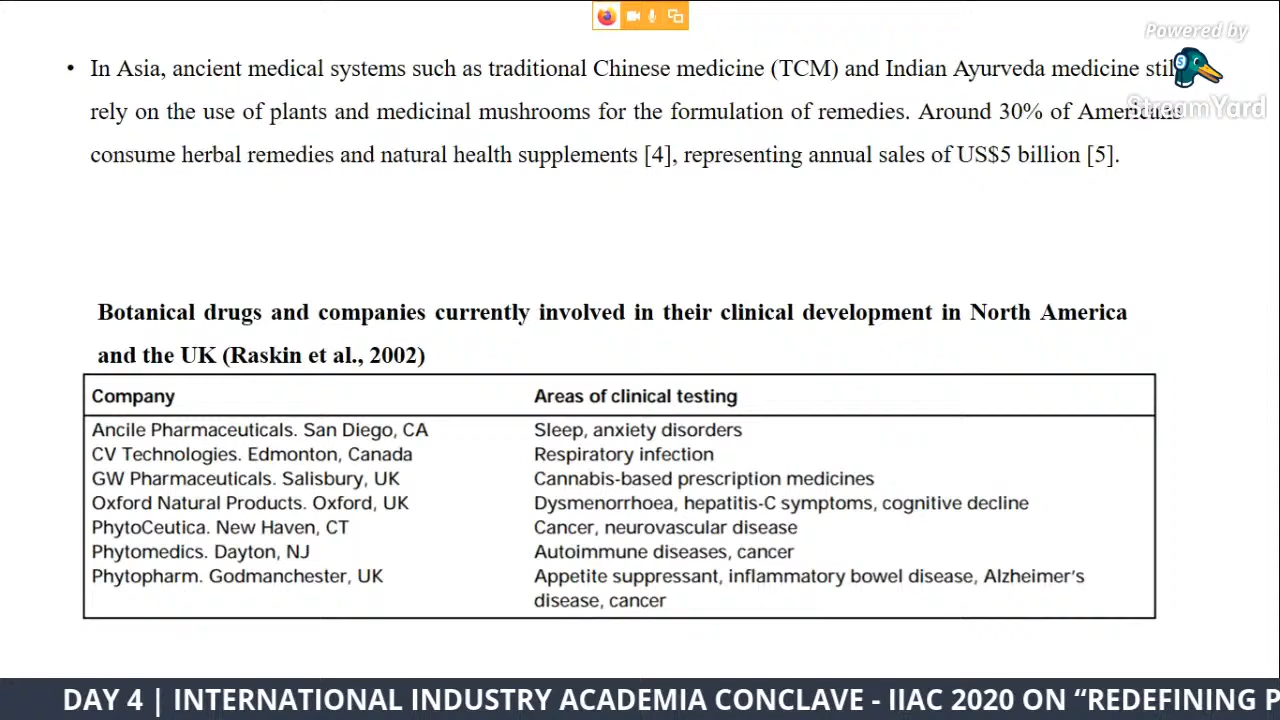 Powered by
• In Asia, ancient medical systems such as traditional Chinese medicine (TCM) and Indian Ayurveda medicine still
StreamYard
rely on the use of plants and medicinal mushrooms for the formulation of remedies. Around 30% of Americans
consume herbal remedies and natural health supplements [4], representing annual sales of US$5 billion [5].
Botanical drugs and companies currently involved in their clinical development in North America
and the UK (Raskin et al., 2002)
Company Areas of clinical testing
Ancile Pharmaceuticals. San Diego, CA Sleep, anxiety disorders
CV Technologies. Edmonton, Canada Respiratory infection
GW Pharmaceuticals. Salisbury, UK Cannabis-based prescription medicines
Oxford Natural Products. Oxford, UK Dysmenorrhoea, hepatitis-C symptoms, cognitive decline
PhytoCeutica. New Haven, CT Cancer, neurovascular disease
Phytomedics. Dayton, NJ Autoimmune diseases, cancer
Phytopharm. Godmanchester, UK Appetite suppressant, inflammatory bowel disease, Alzheimer's
disease, cancer
DAY 4 | INTERNATIONAL INDUSTRY ACADEMIA CONCLAVE - IIAC 2020 ON “REDEFINING P